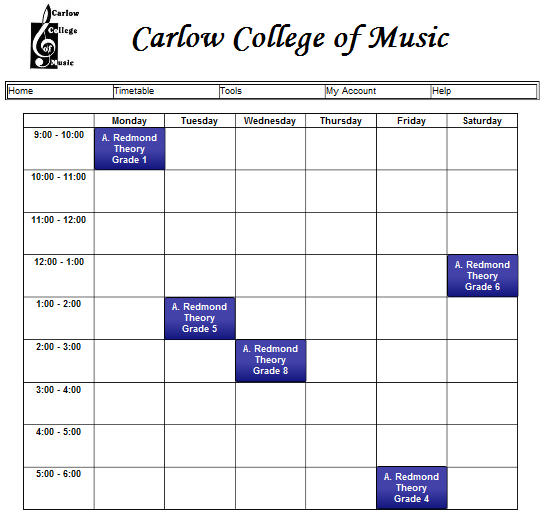 Carlow
College
of
Music
Carlow College of Music
Home Timetable Tools My Account Help
Monday Tuesday Wednesday Thursday Friday Saturday
9:00 - 10:00
A. Redmond
Theory
Grade 1
10:00 - 11:00
11:00 - 12:00
12:00 - 1:00
A. Redmond
Theory
Grade 6
1:00 - 2:00
A. Redmond
Theory
Grade 5
2:00 - 3:00
A. Redmond
Theory
Grade 8
3:00 - 4:00
4:00 - 5:00
5:00 - 6:00
A. Redmond
Theory
Grade 4